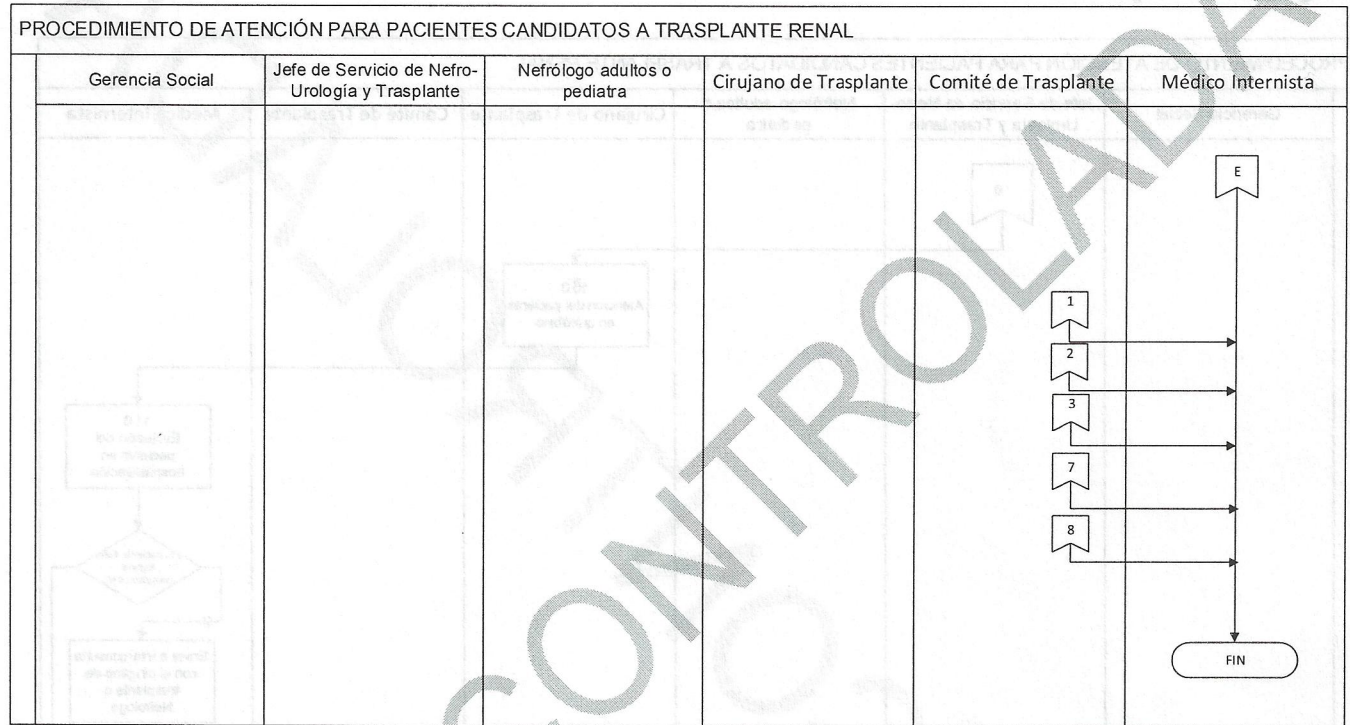 PROCEDIMIENTO DE ATENCIÓN PARA PACIENTES CANDIDATOS A TRASPLANTE RENAL
Gerencia Social
Jefe de Servicio de Nefro-
Urología y Trasplante
Nefrólogo adultos o
pediatra
Cirujano de Trasplante
Comité de Trasplante
Médico Internista
E
1
2
3
7
8
FIN
CONTROLADA